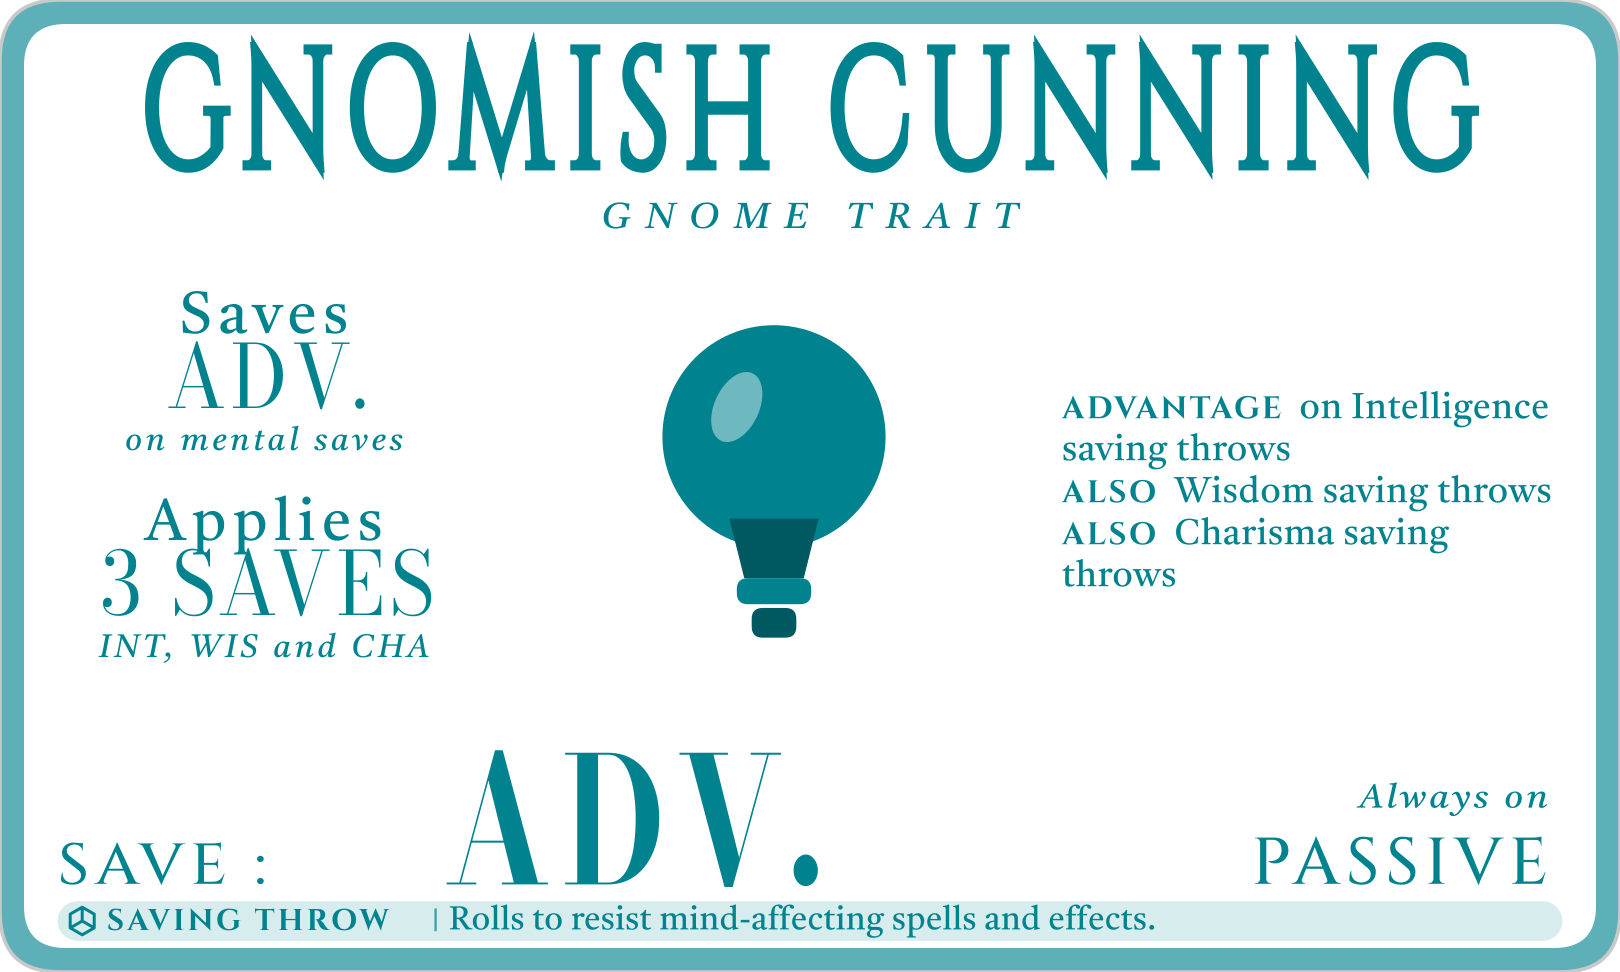 GNOMISH CUNNING
GNOME TRAIT
Saves
ADV.
on mental saves
Applies
3 SAVES
INT, WIS and CHA
ADVANTAGE on Intelligence
saving throws
ALSO Wisdom saving throws
ALSO Charisma saving
throws
SAVE : ADV.
Always on
PASSIVE
SAVING THROW | Rolls to resist mind-affecting spells and effects.